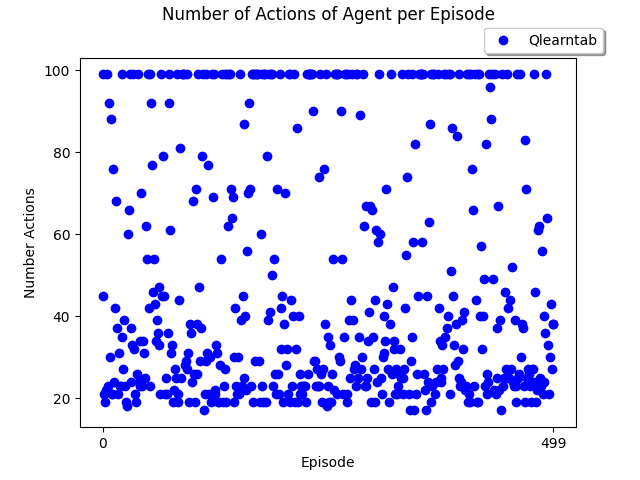 Number of Actions of Agent per Episode
Qlearntab
100
80
60
40
20
Number Actions
0
499
Episode